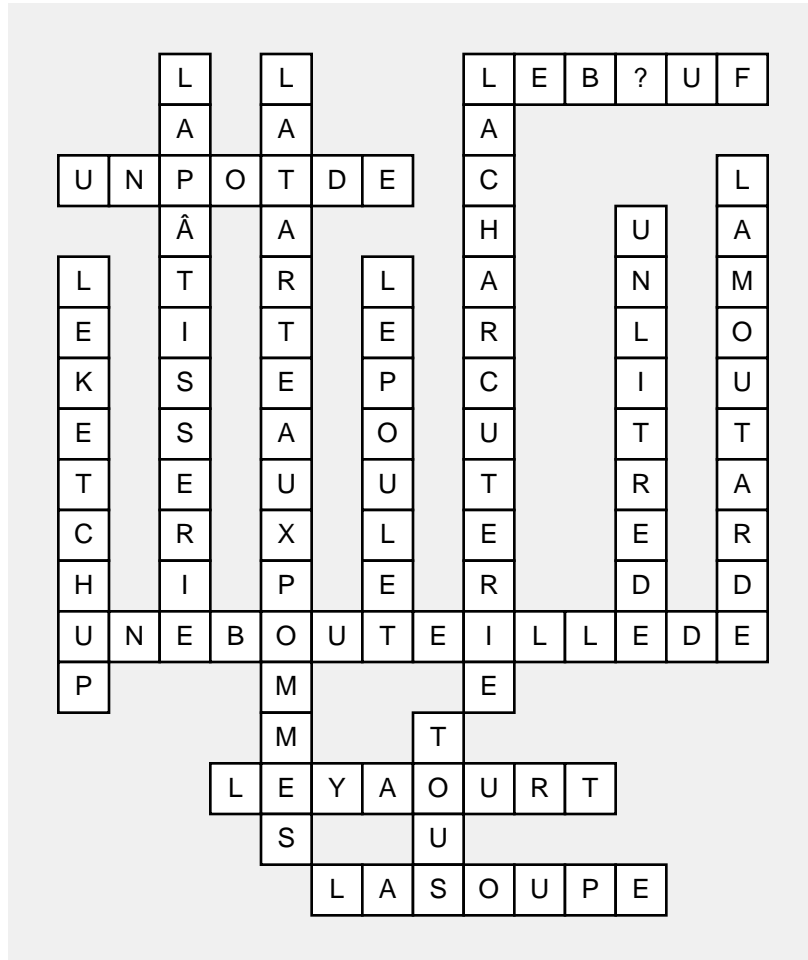 LAPÂTISSERIE
LATARTEAUXPOMMES
LEB?UF
LACHARCUTERIE
UNPOTDE
LAMOUTARDE
UNLITREDE
LEKETCHUP
LEPOULET
UNEBOUTEILLEDE
TOUS
LEYAOURT
LASOUPE